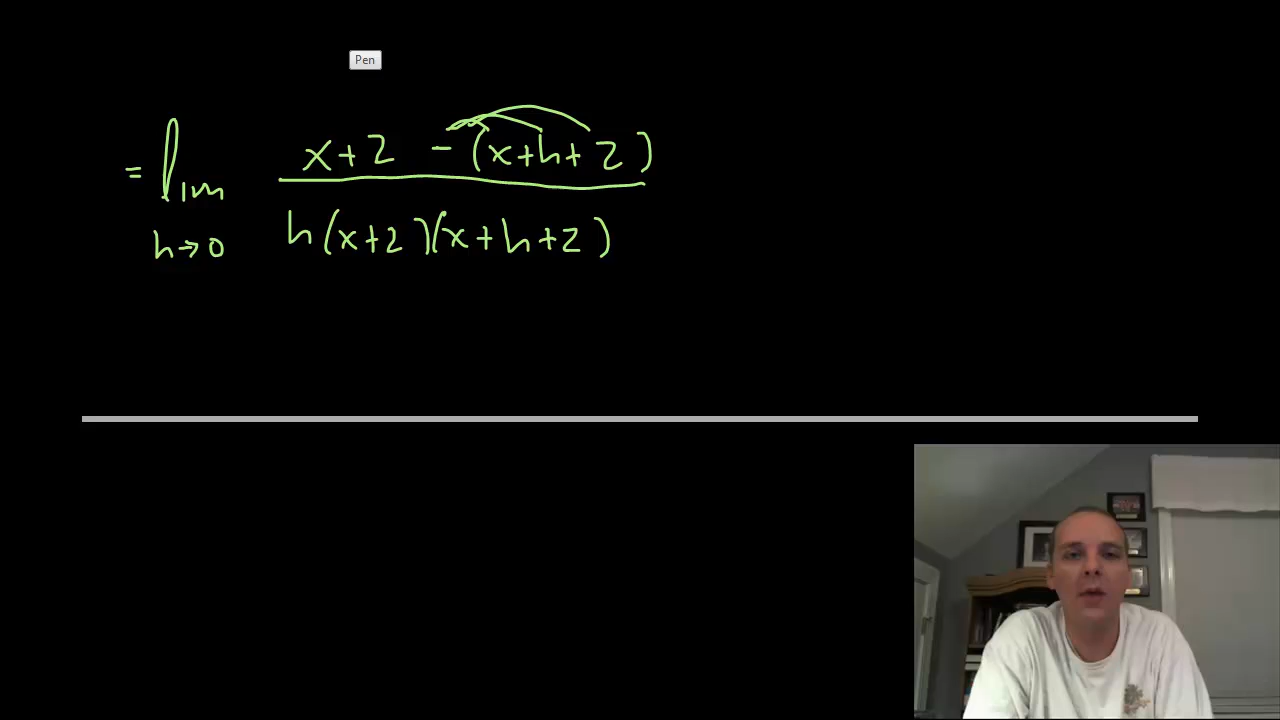 Pen
= lim x+2 -(x+h+2)
h→0 h(x+2)(x+h+2)